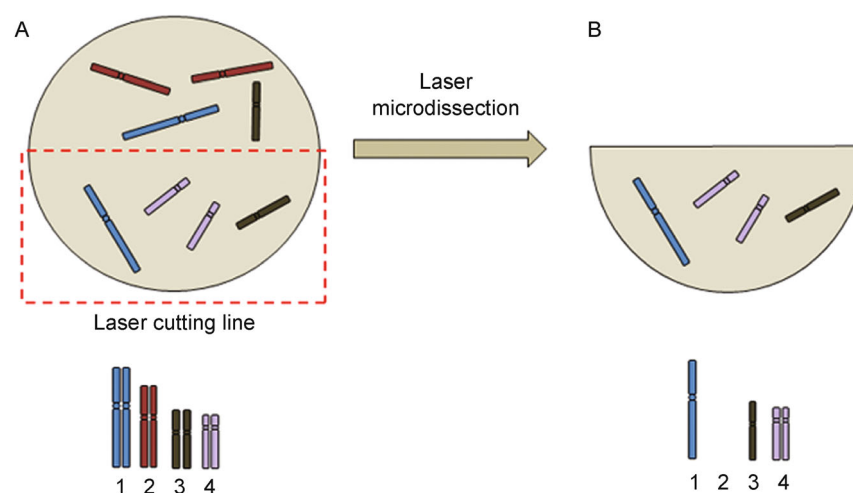 A
B
Laser
microdissection
Laser cutting line
1 2 3 4
1 2 3 4